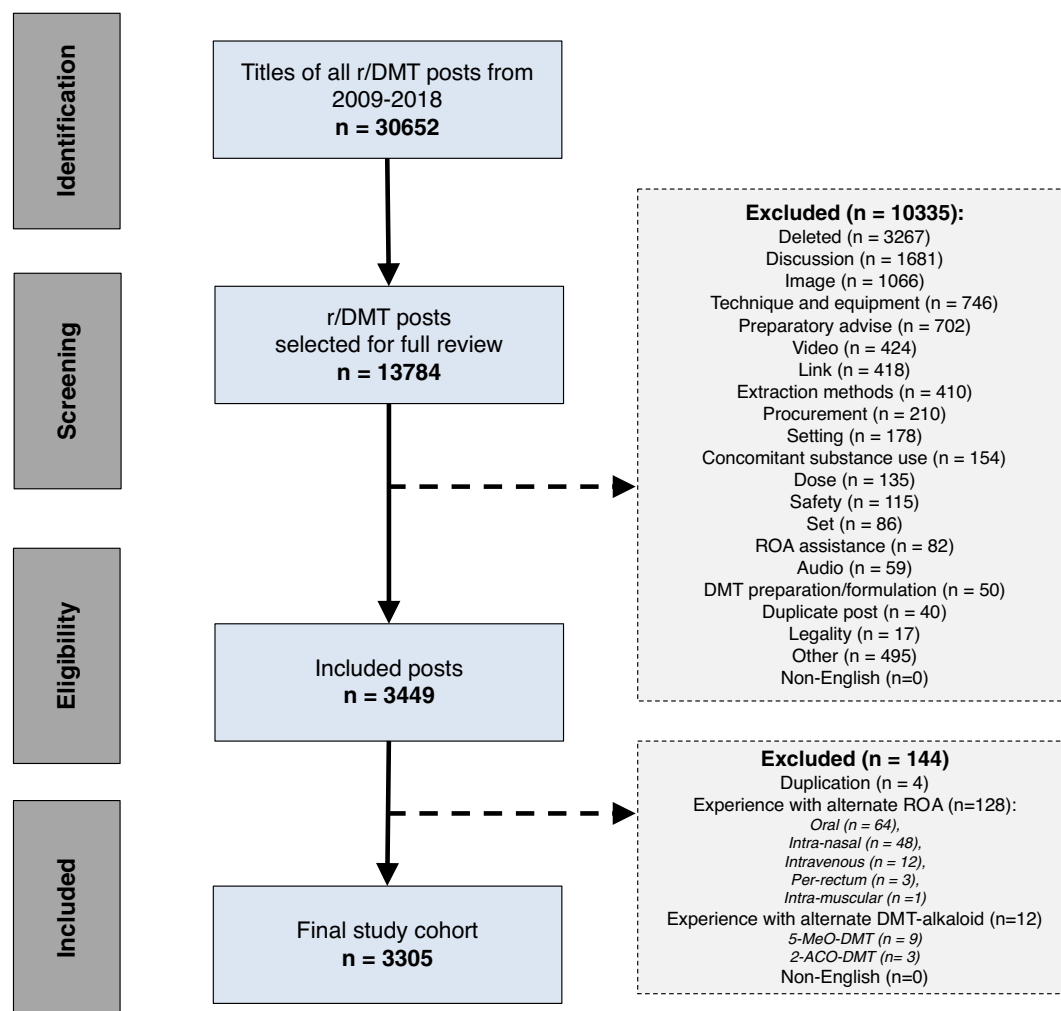 Identification
Titles of all r/DMT posts from
2009-2018
n = 30652
Screening
r/DMT posts
selected for full review
n = 13784
Excluded (n = 10335):
Deleted (n = 3267)
Discussion (n = 1681)
Image (n = 1066)
Technique and equipment (n = 746)
Preparatory advise (n = 702)
Video (n = 424)
Link (n = 418)
Extraction methods (n = 410)
Procurement (n = 210)
Setting (n = 178)
Concomitant substance use (n = 154)
Dose (n = 135)
Safety (n = 115)
Set (n = 86)
ROA assistance (n = 82)
Audio (n = 59)
DMT preparation/formulation (n = 50)
Duplicate post (n = 40)
Legality (n = 17)
Other (n = 495)
Non-English (n=0)
Eligibility
Included posts
n = 3449
Excluded (n = 144)
Duplication (n = 4)
Experience with alternate ROA (n=128):
Oral (n = 64),
Intra-nasal (n = 48),
Intravenous (n = 12),
Per-rectum (n = 3),
Intra-muscular (n =1)
Experience with alternate DMT-alkaloid (n=12)
5-MeO-DMT (n = 9)
2-ACO-DMT (n= 3)
Non-English (n=0)
Included
Final study cohort
n = 3305